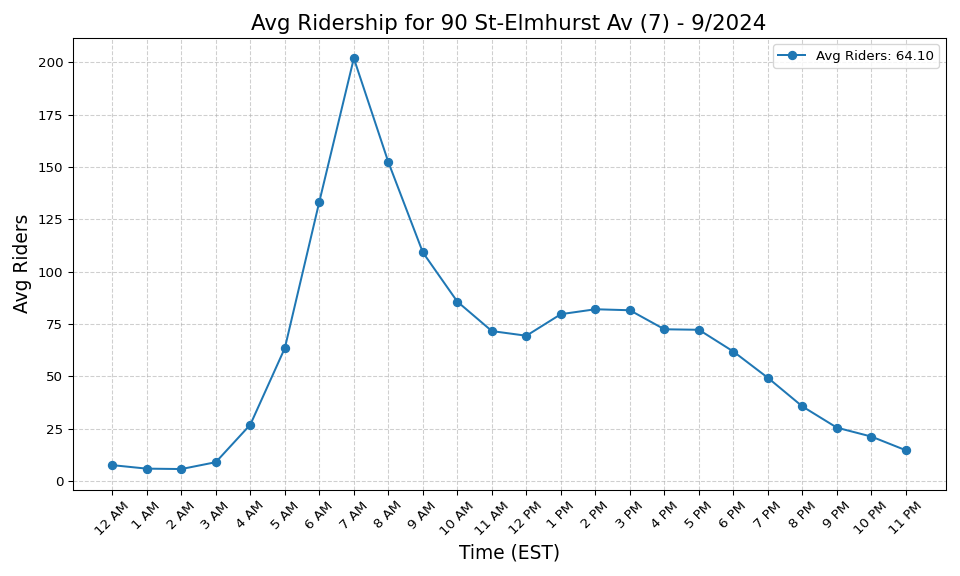 Avg Ridership for 90 St-Elmhurst Av (7) - 9/2024
Avg Riders: 64.10
Avg Riders
200
175
150
125
100
75
50
25
0
12 AM
1 AM
2 AM
3 AM
4 AM
5 AM
6 AM
7 AM
8 AM
9 AM
10 AM
11 AM
12 PM
1 PM
2 PM
3 PM
4 PM
5 PM
6 PM
7 PM
8 PM
9 PM
10 PM
11 PM
Time (EST)